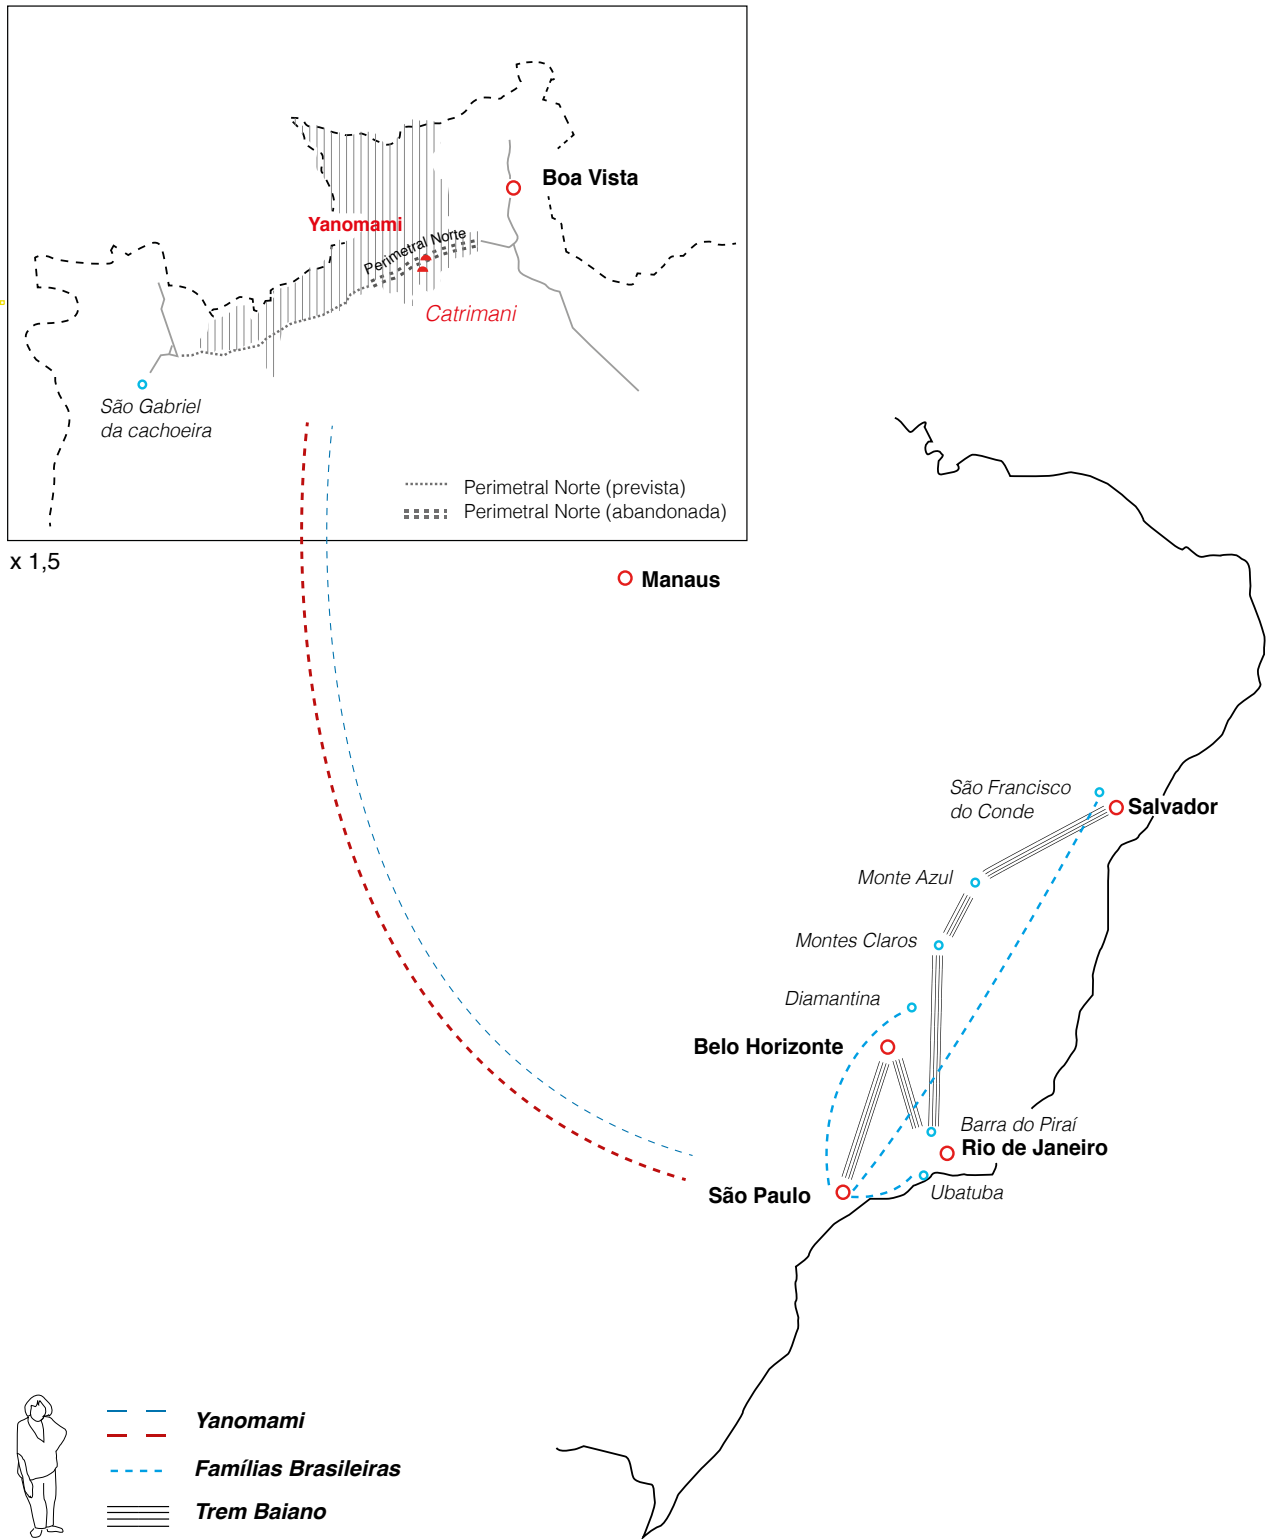 Boa Vista
Yanomami
Perimetral Norte
Catrimani
São Gabriel
da cachoeira
Perimetral Norte (prevista)
Perimetral Norte (abandonada)
x 1,5
Manaus
São Francisco
do Conde
Salvador
Monte Azul
Montes Claros
Diamantina
Belo Horizonte
Barra do Piraí
Rio de Janeiro
São Paulo
Ubatuba
Yanomami
Famílias Brasileiras
Trem Baiano